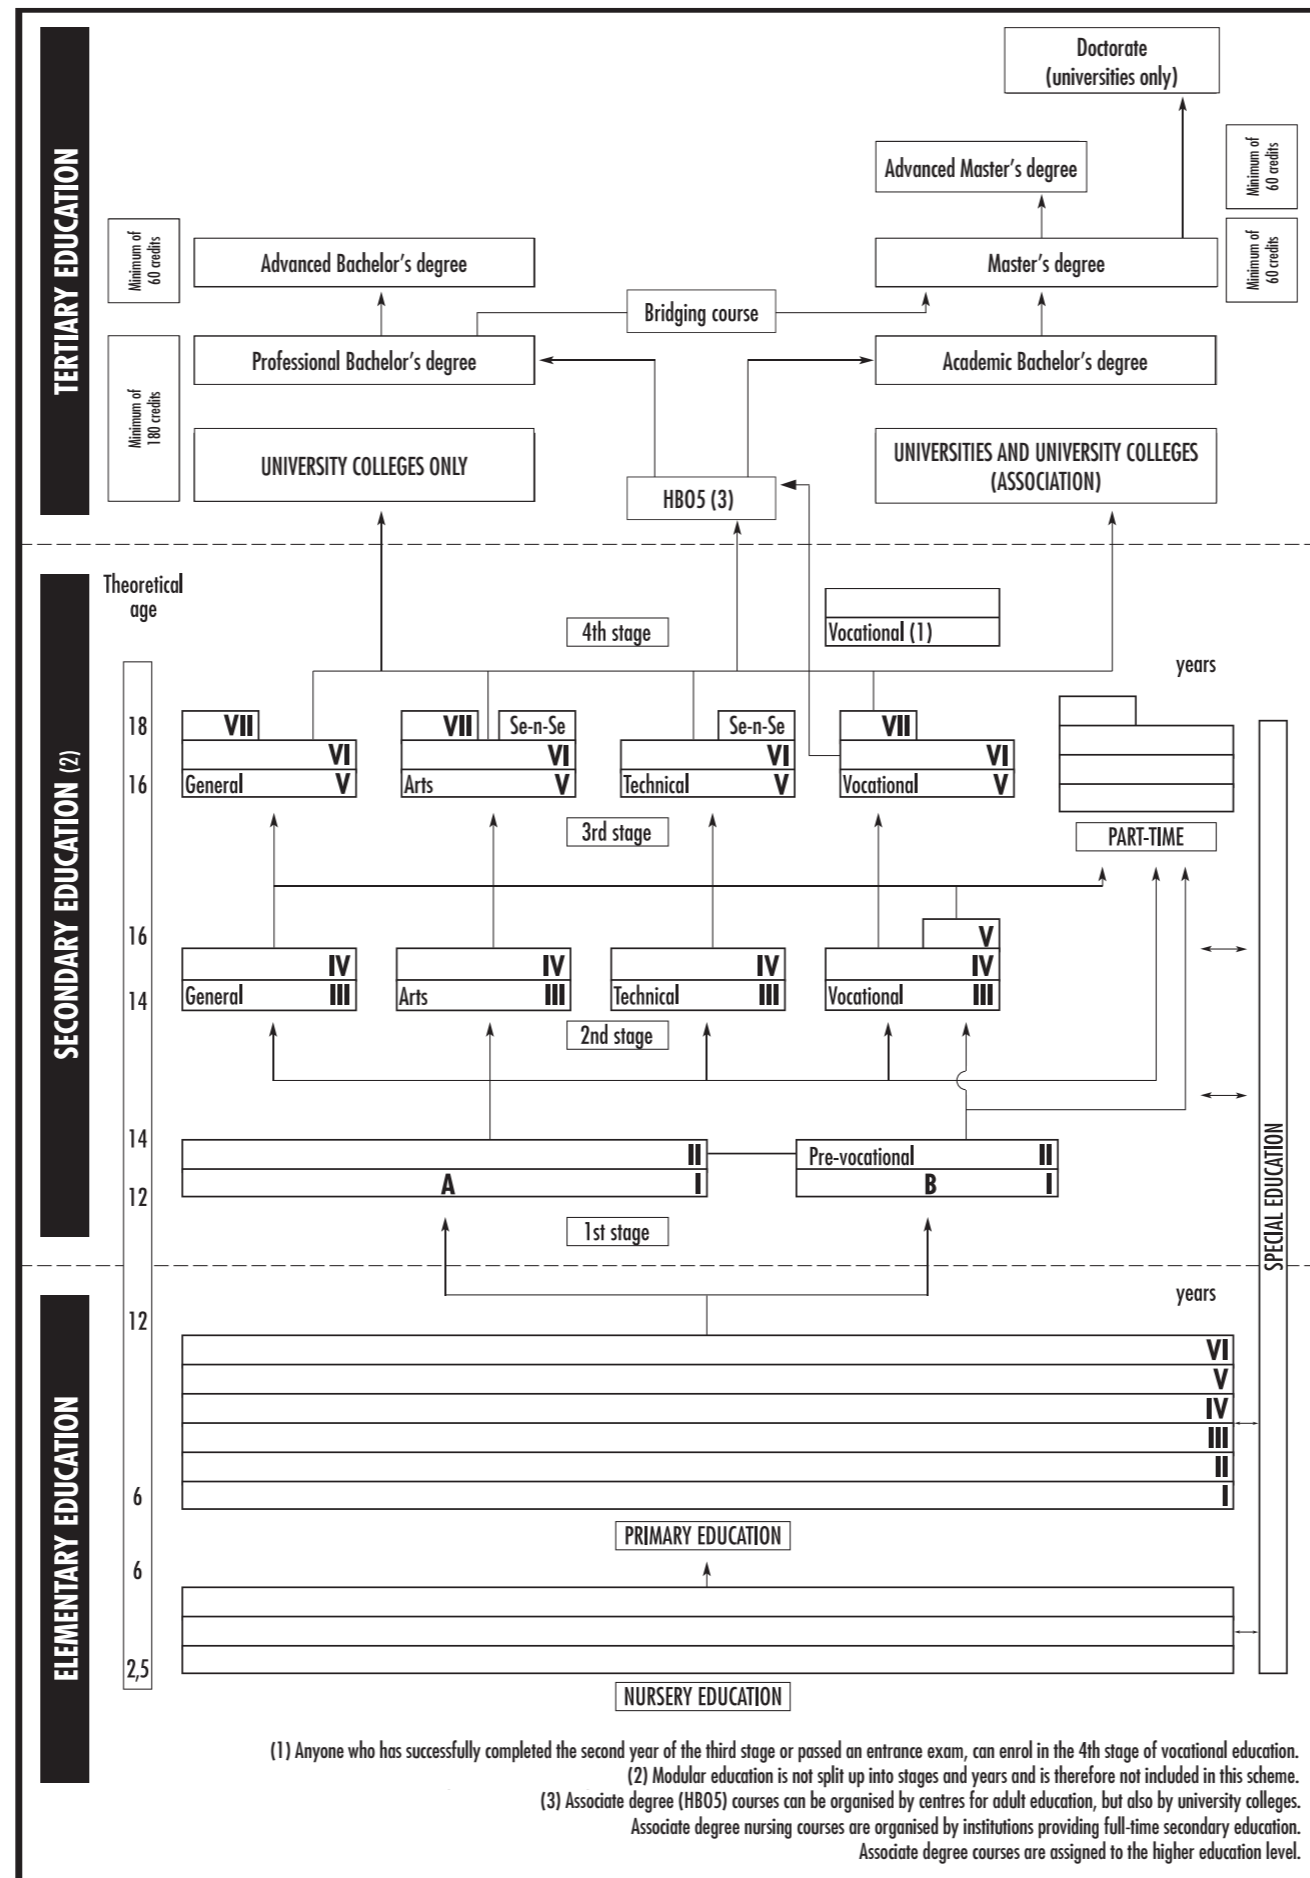 TERTIARY EDUCATION
Doctorate
(universities only)
Advanced Master's degree
Minimum of
60 credits
Minimum of
60 credits
Advanced Bachelor's degree
Master's degree
Minimum of
60 credits
Bridging course
Minimum of
180 credits
Professional Bachelor's degree
Academic Bachelor's degree
UNIVERSITY COLLEGES ONLY
HBO5 (3)
UNIVERSITIES AND UNIVERSITY COLLEGES
(ASSOCIATION)
SECONDARY EDUCATION (2)
Theoretical
age
4th stage
Vocational (1)
years
18
VII
VII
Se-n-Se
Se-n-Se
VII
VI
VI
VI
VI
16
General V
Arts V
Technical V
Vocational V
3rd stage
PART-TIME
16
V
IV
IV
IV
IV
14
General III
Arts III
Technical III
Vocational III
2nd stage
14
II
Pre-vocational II
12
A I
B I
1st stage
SPECIAL EDUCATION
ELEMENTARY EDUCATION
years
12
VI
V
IV
III
II
6
I
PRIMARY EDUCATION
6
2,5
NURSERY EDUCATION
(1) Anyone who has successfully completed the second year of the third stage or passed an entrance exam, can enrol in the 4th stage of vocational education.
(2) Modular education is not split up into stages and years and is therefore not included in this scheme.
(3) Associate degree (HBO5) courses can be organised by centres for adult education, but also by university colleges.
Associate degree nursing courses are organised by institutions providing full-time secondary education.
Associate degree courses are assigned to the higher education level.